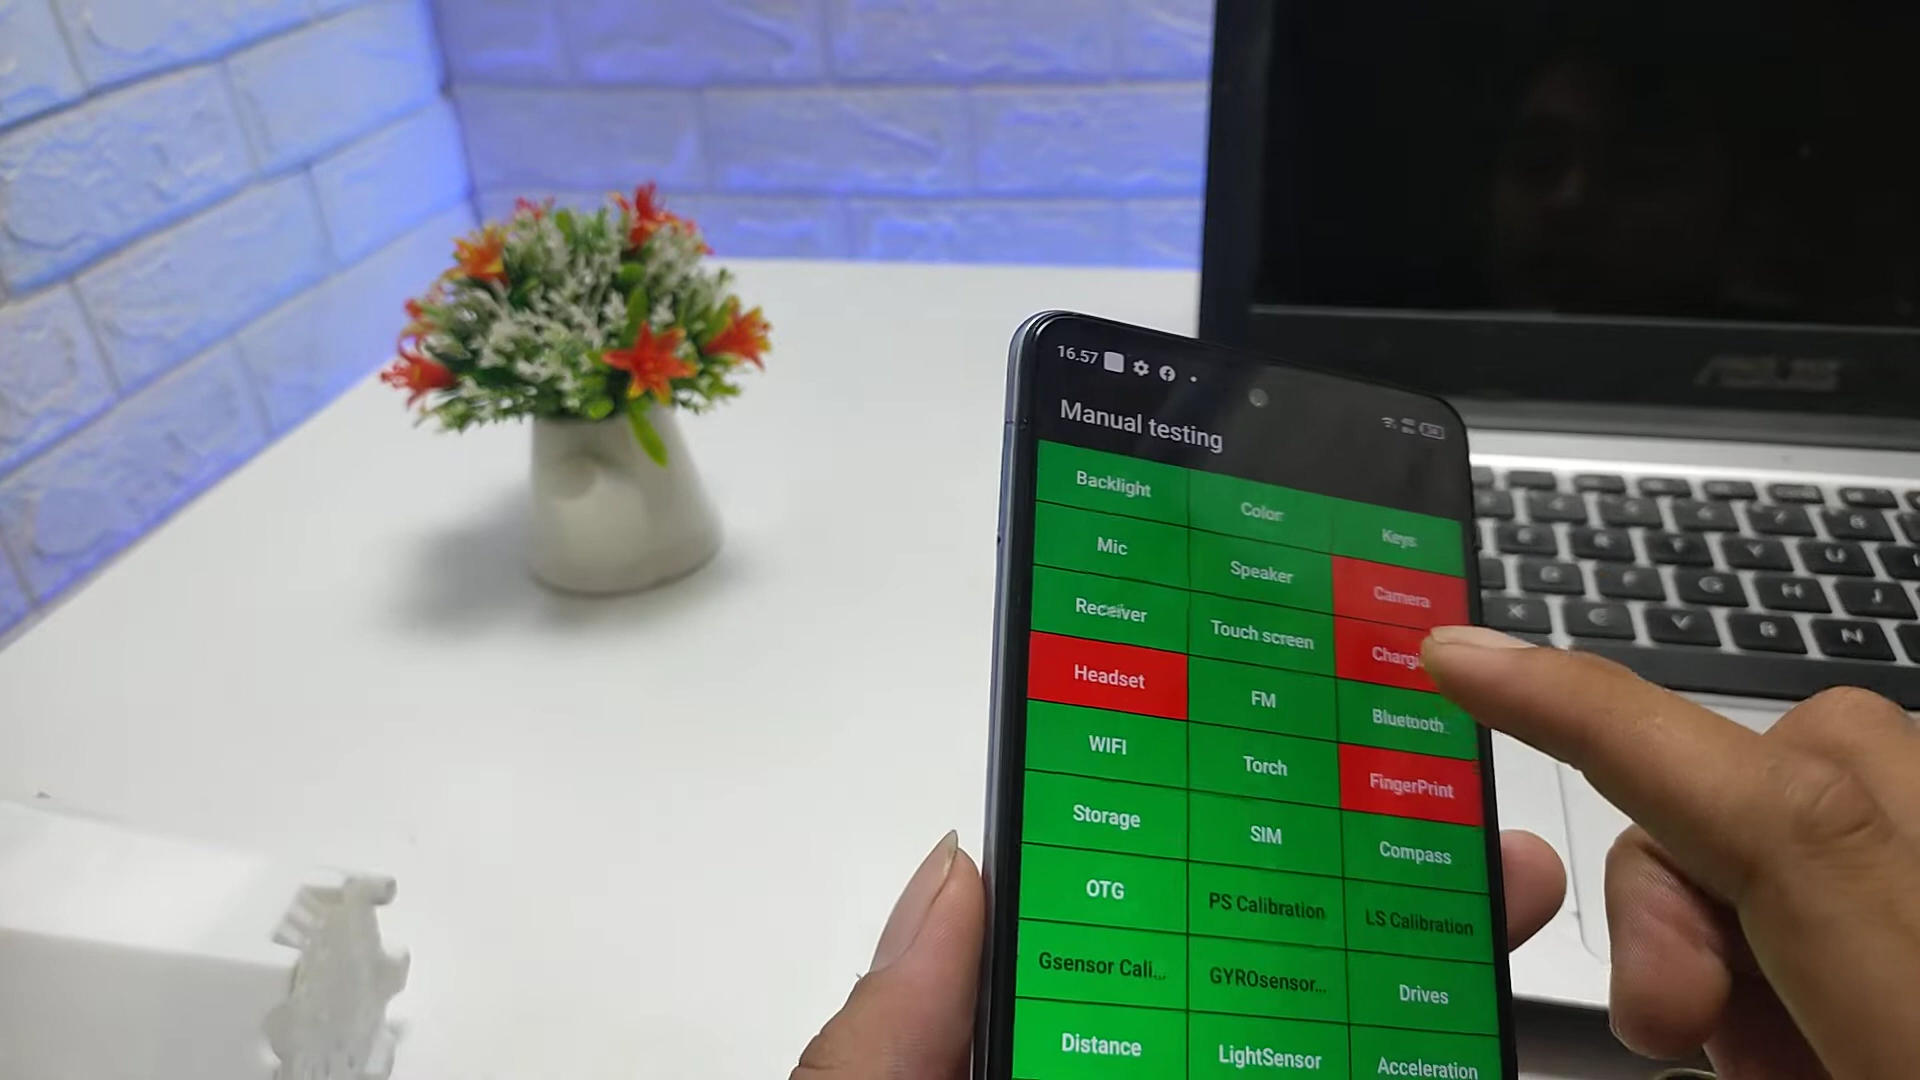 16.57
Manual testing
Backlight
Color
Keys
Mic
Speaker
Camera
Receiver
Touch screen
Headset
FM
Bluetooth
WIFI
Torch
FingerPrint
Storage
SIM
Compass
OTG
PS Calibration
LS Calibration
Gsensor Cali...
GYROsensor...
Drives
Distance
LightSensor
Acceleration
ASUS